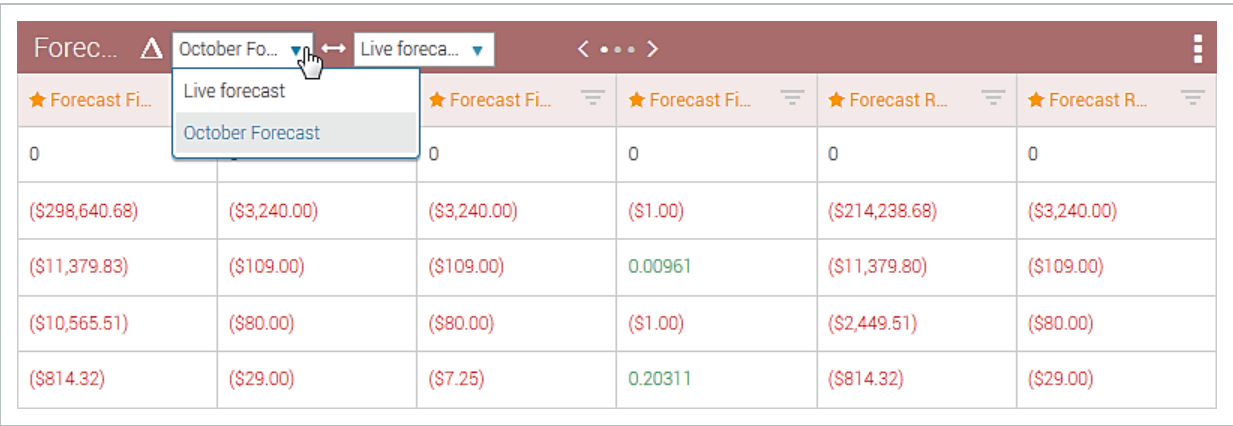 Forec... October Fo... Live foreca...
Live forecast
October Forecast
Forecast Fi... Forecast Fi... Forecast Fi... Forecast R... Forecast R...
0 0 0 0 0
($298,640.68) ($3,240.00) ($3,240.00) ($1.00) ($214,238.68) ($3,240.00)
($11,379.83) ($109.00) ($109.00) 0.00961 ($11,379.80) ($109.00)
($10,565.51) ($80.00) ($80.00) ($1.00) ($2,449.51) ($80.00)
($814.32) ($29.00) ($7.25) 0.20311 ($814.32) ($29.00)